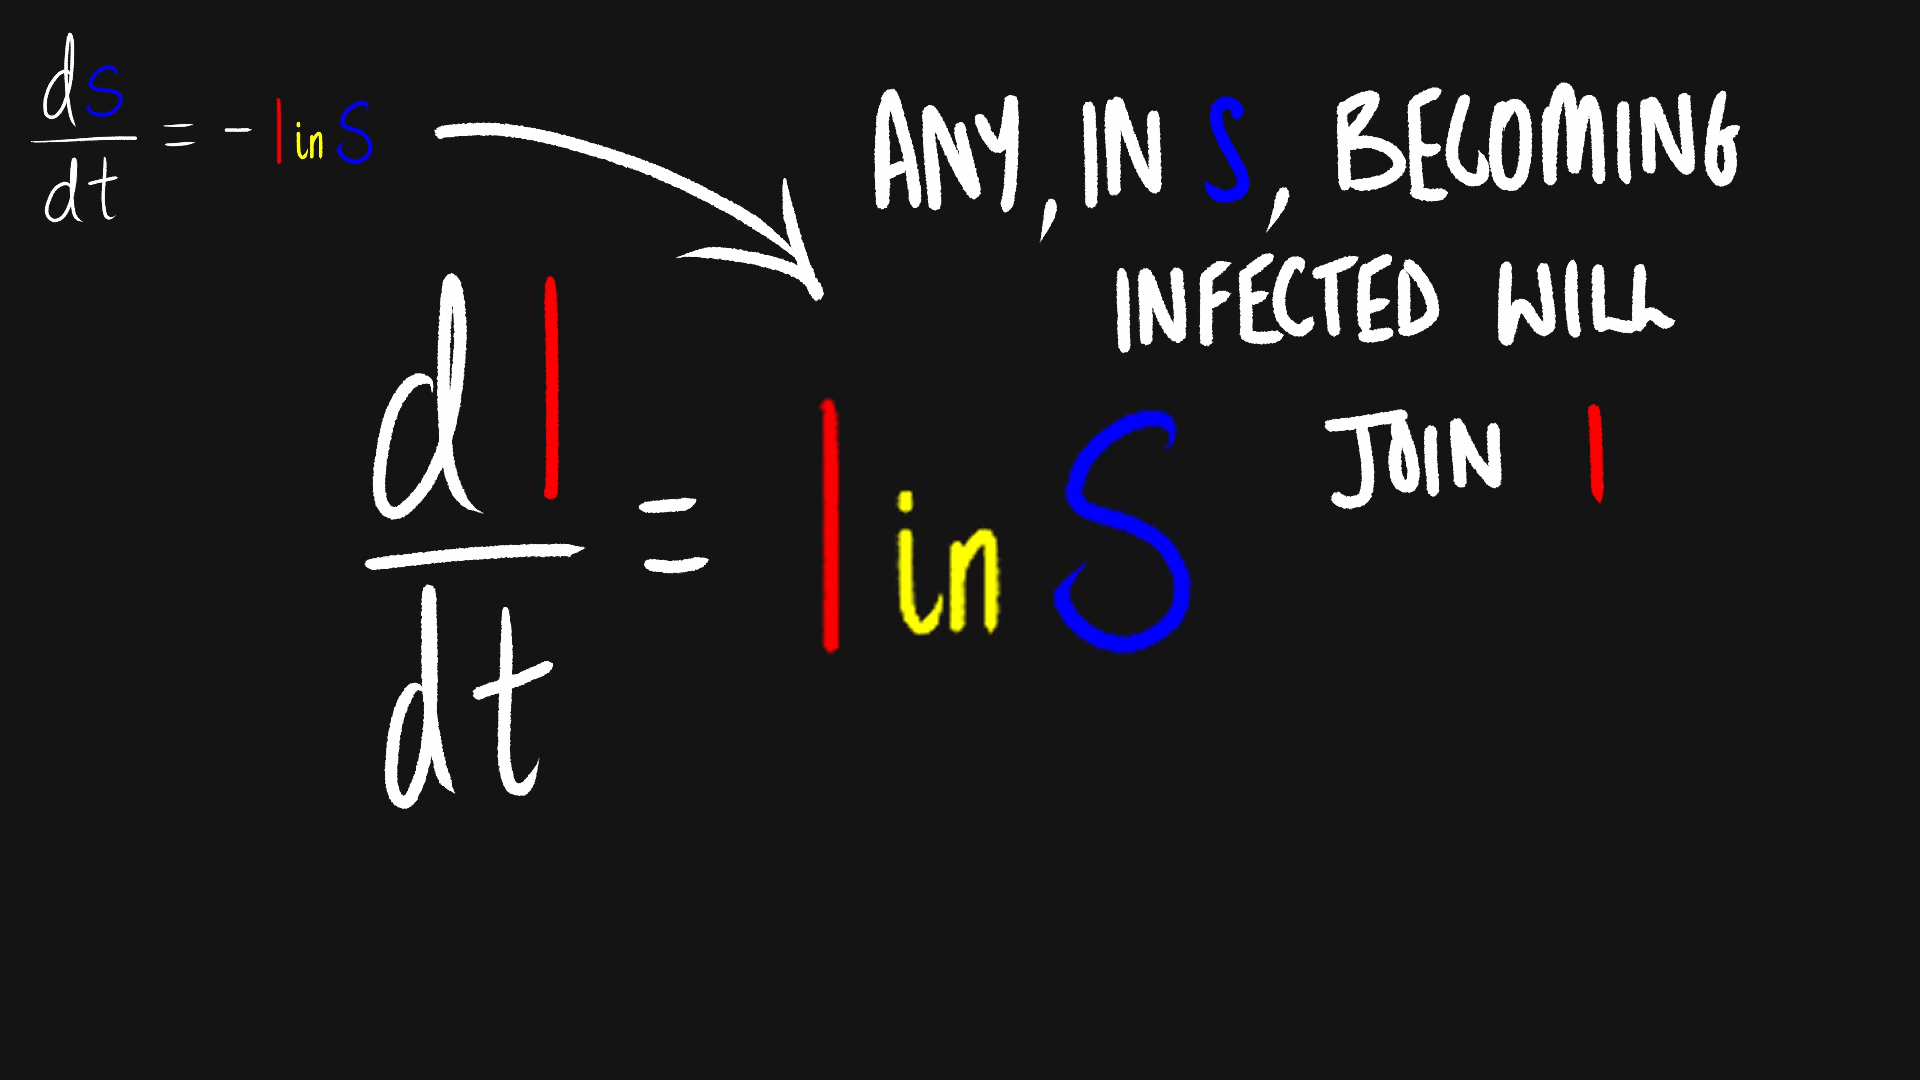 dS/dt = - I in S
ANY, IN S, BECOMING
INFECTED WILL
JOIN I
dI/dt = I in S